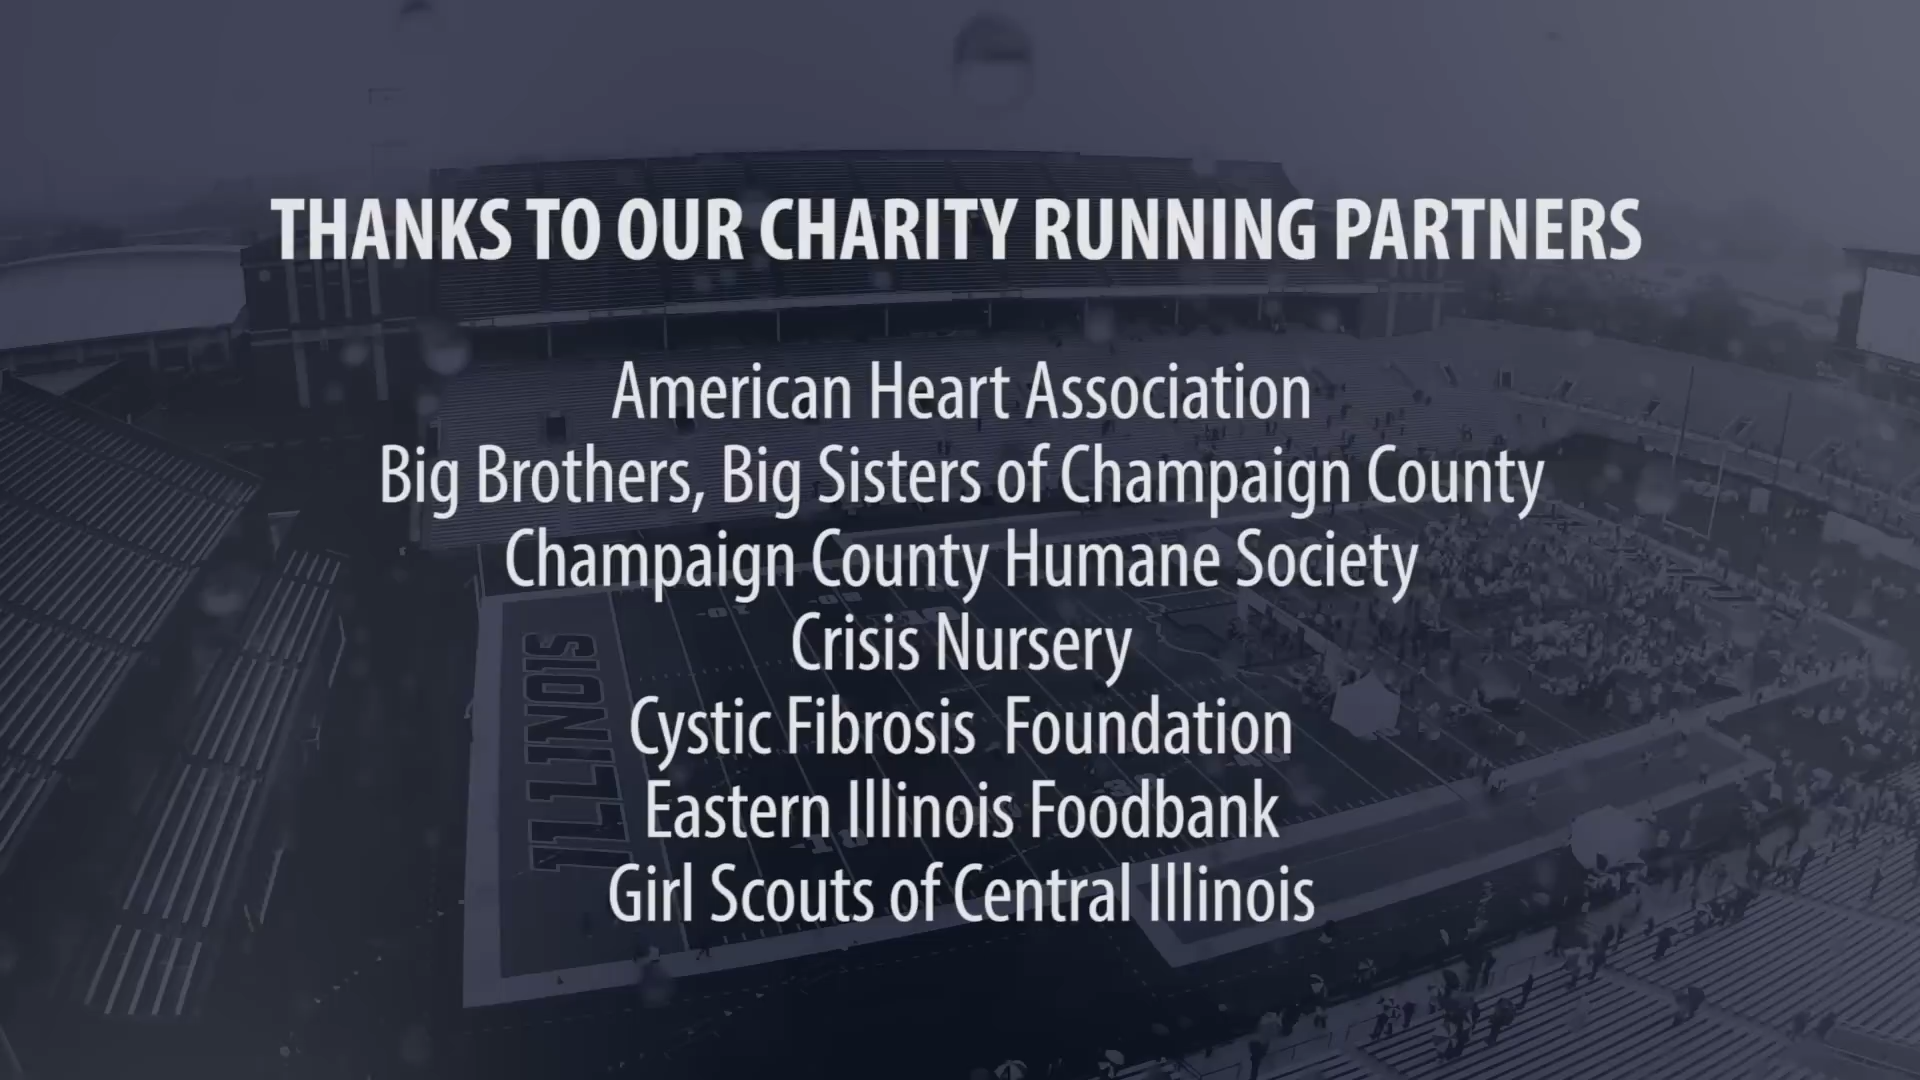 THANKS TO OUR CHARITY RUNNING PARTNERS
American Heart Association
Big Brothers, Big Sisters of Champaign County
Champaign County Humane Society
Crisis Nursery
Cystic Fibrosis  Foundation
Eastern Illinois Foodbank
Girl Scouts of Central Illinois
ILLINOIS